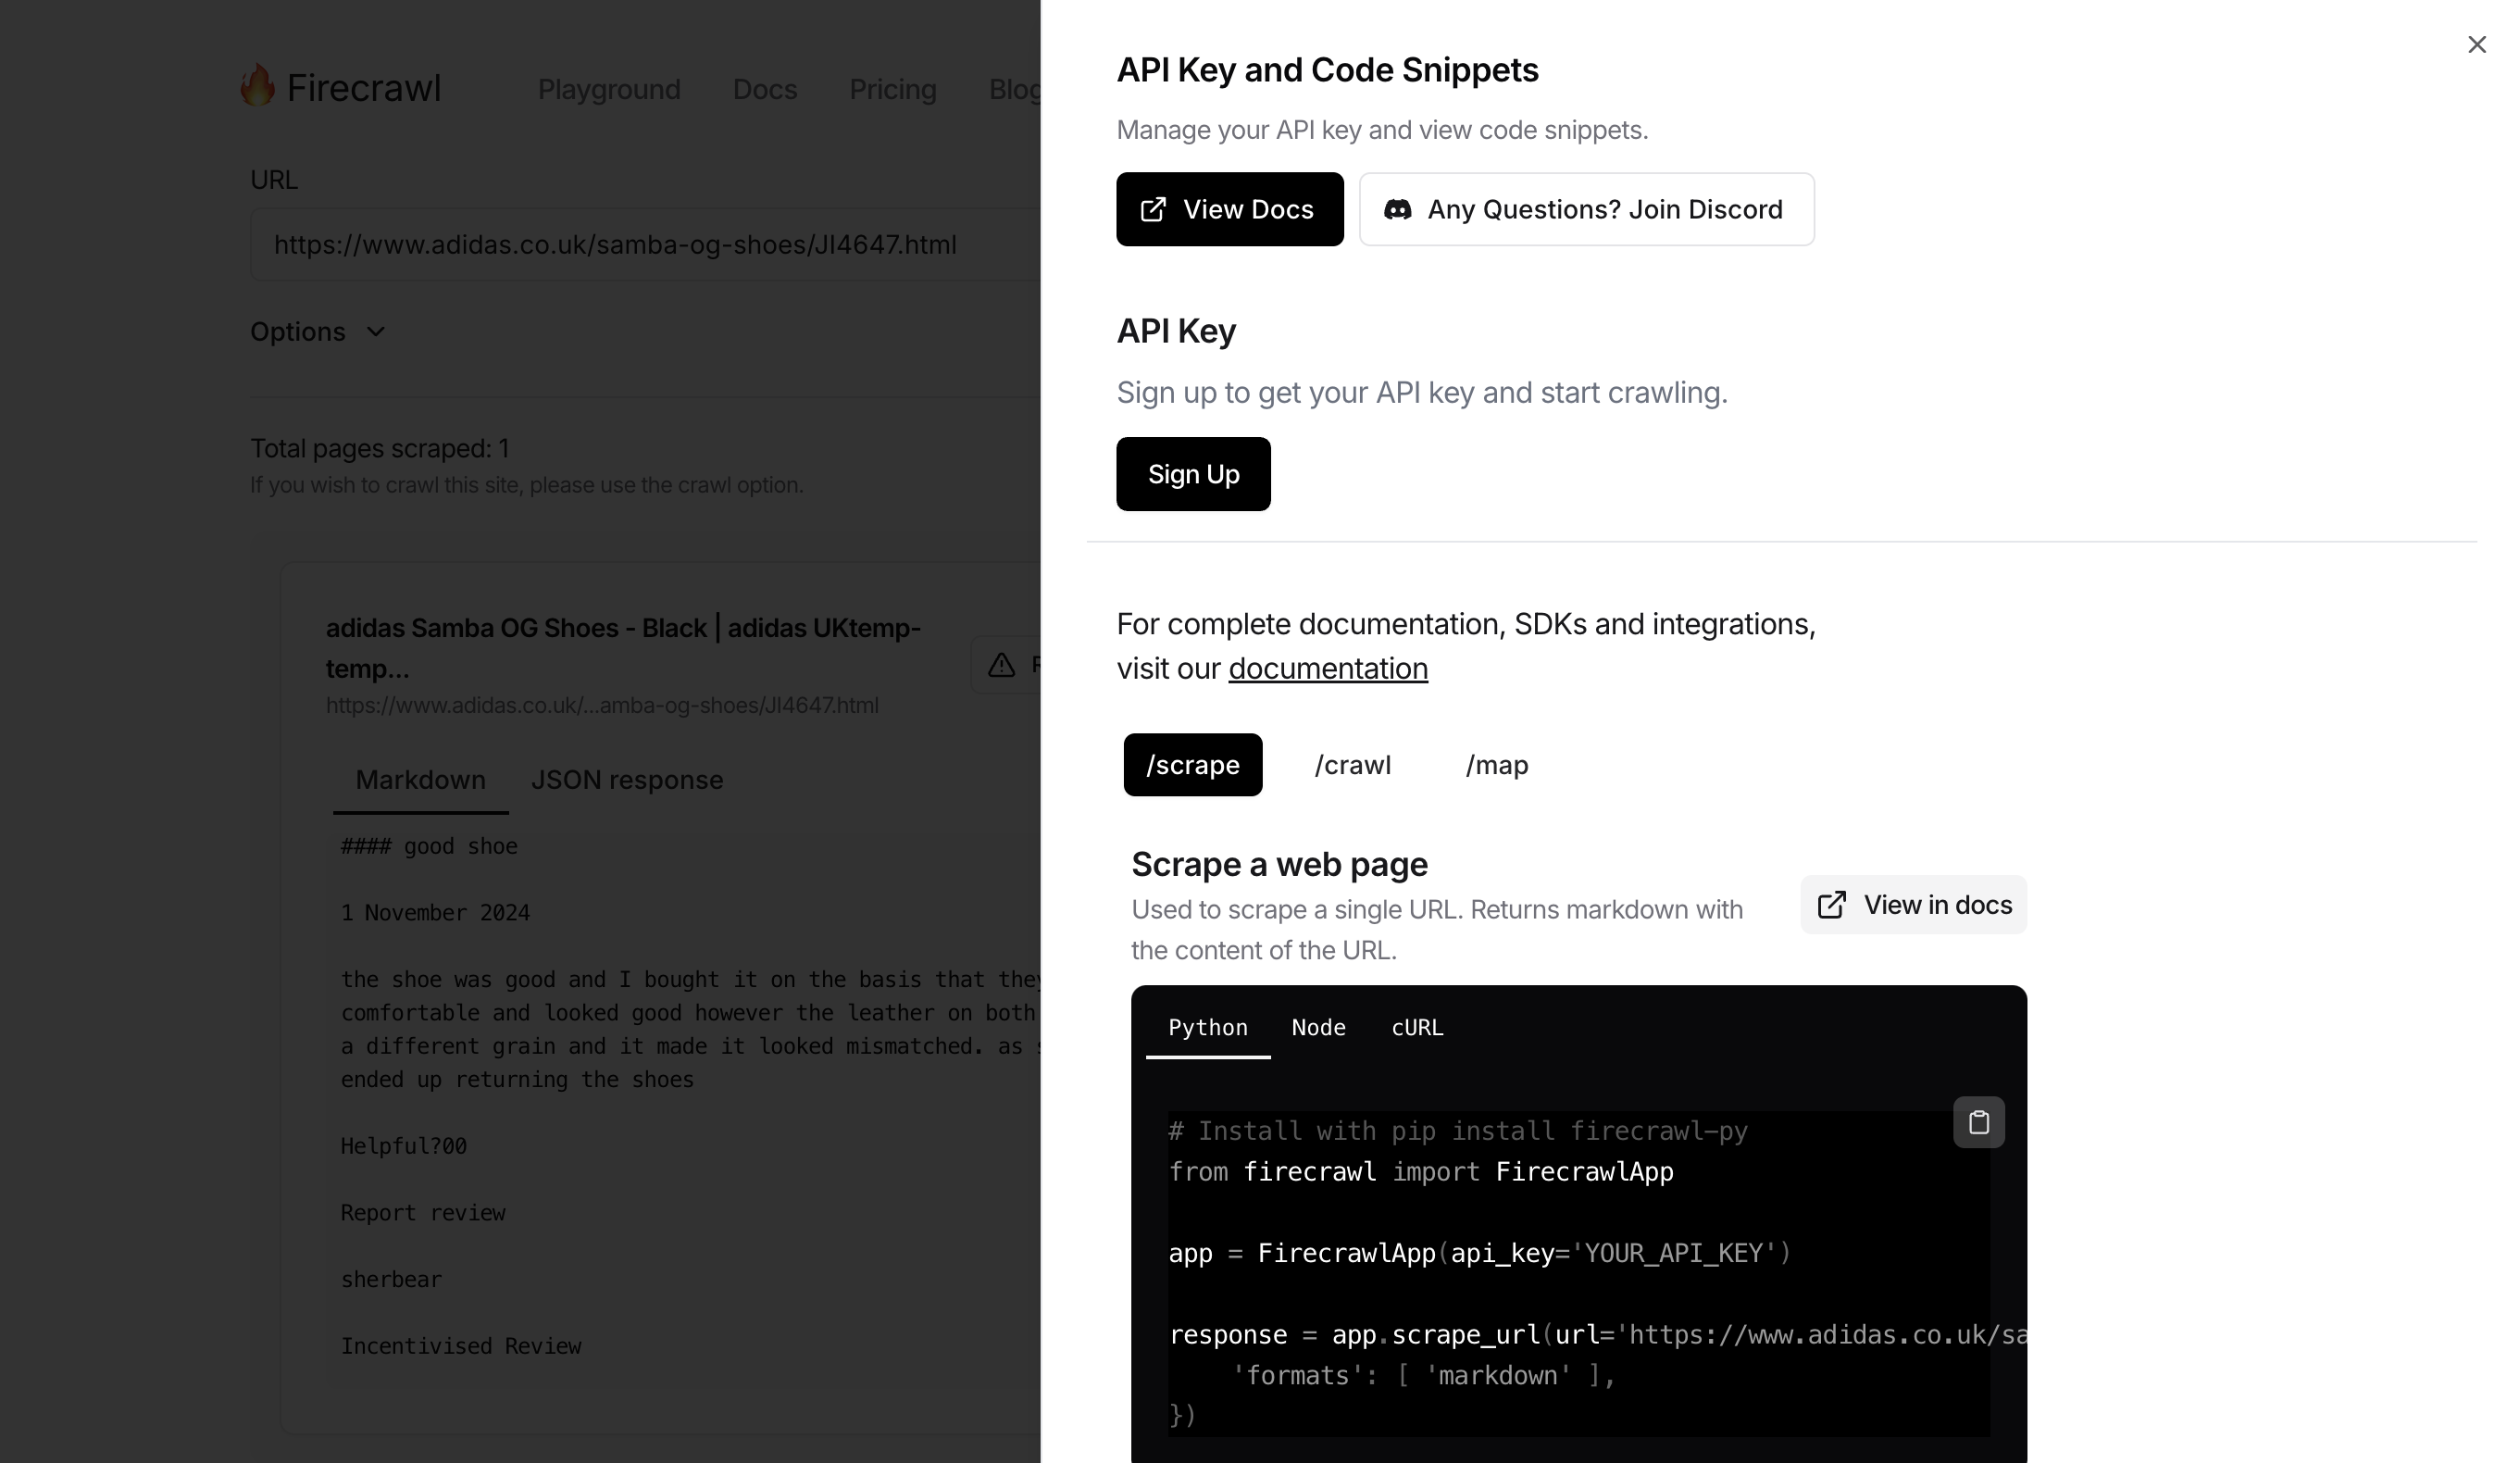 Firecrawl
Playground Docs Pricing Blog
URL
https://www.adidas.co.uk/samba-og-shoes/JI4647.html
Options
Total pages scraped: 1
If you wish to crawl this site, please use the crawl option.
adidas Samba OG Shoes - Black | adidas UKtemp-
temp...
https://www.adidas.co.uk/...amba-og-shoes/JI4647.html
Markdown JSON response
#### good shoe
1 November 2024
the shoe was good and I bought it on the basis that they
comfortable and looked good however the leather on both
a different grain and it made it looked mismatched. as
ended up returning the shoes
Helpful?00
Report review
sherbear
Incentivised Review
API Key and Code Snippets
Manage your API key and view code snippets.
View Docs
Any Questions? Join Discord
API Key
Sign up to get your API key and start crawling.
Sign Up
For complete documentation, SDKs and integrations,
visit our documentation
/scrape /crawl /map
Scrape a web page
Used to scrape a single URL. Returns markdown with
the content of the URL.
View in docs
Python Node cURL
# Install with pip install firecrawl-py
from firecrawl import FirecrawlApp
app = FirecrawlApp(api_key='YOUR_API_KEY')
response = app.scrape_url(url='https://www.adidas.co.uk/sa
'formats': [ 'markdown' ],
})